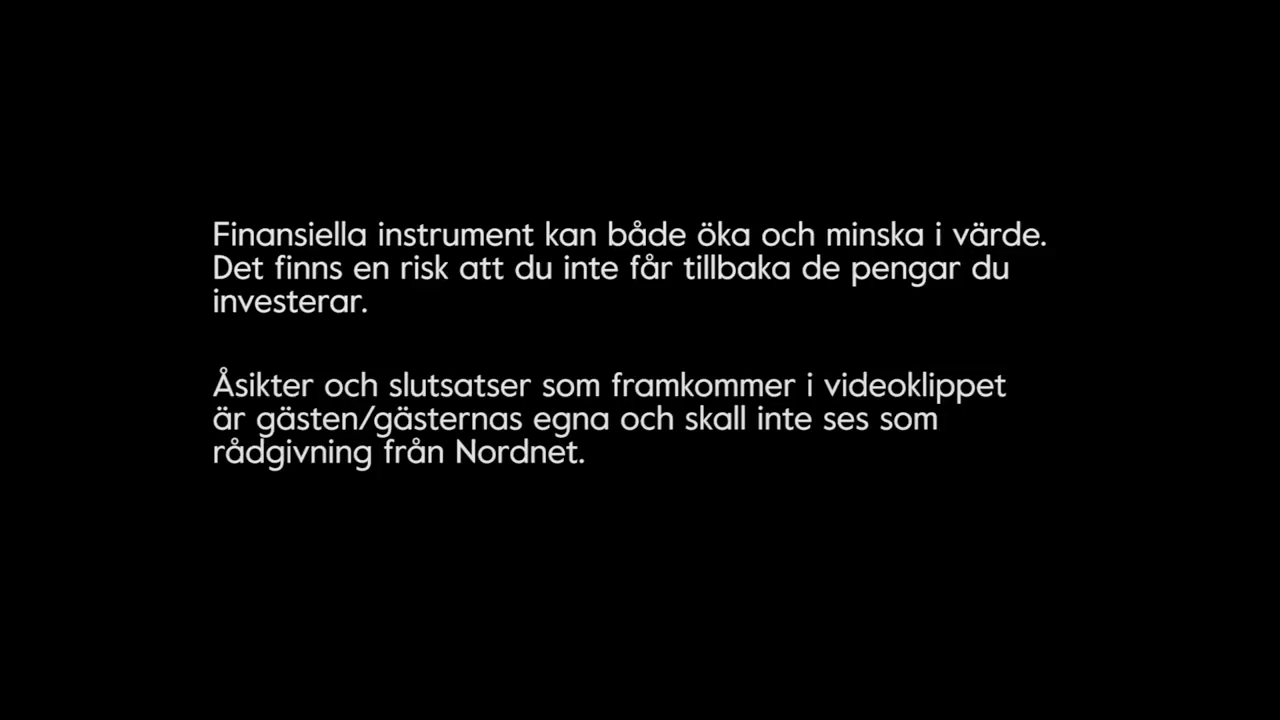 Finansiella instrument kan både öka och minska i värde.
Det finns en risk att du inte får tillbaka de pengar du
investerar.
Åsikter och slutsatser som framkommer i videoklippet
är gästen/gästernas egna och skall inte ses som
rådgivning från Nordnet.